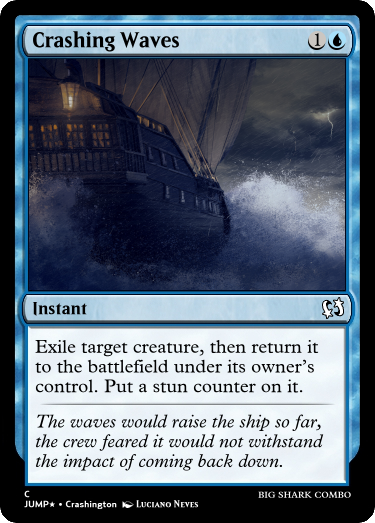 Crashing Waves 1
Instant
Exile target creature, then return it
to the battlefield under its owner's
control. Put a stun counter on it.
The waves would raise the ship so far,
the crew feared it would not withstand
the impact of coming back down.
C
JUMP★ • Crashington Luciano Neves
BIG SHARK COMBO